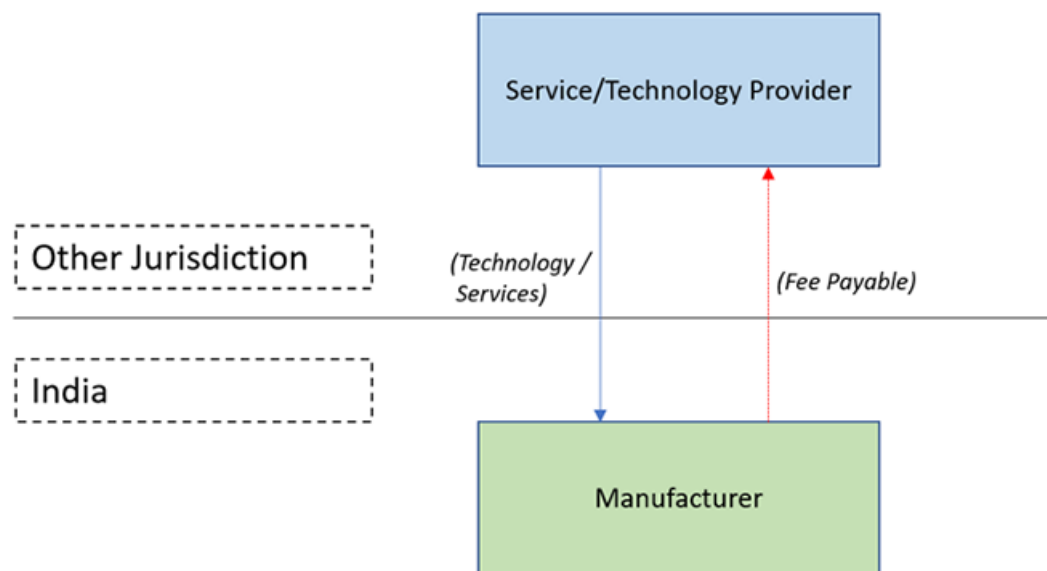 Service/Technology Provider
Other Jurisdiction
(Technology /
Services)
(Fee Payable)
India
Manufacturer